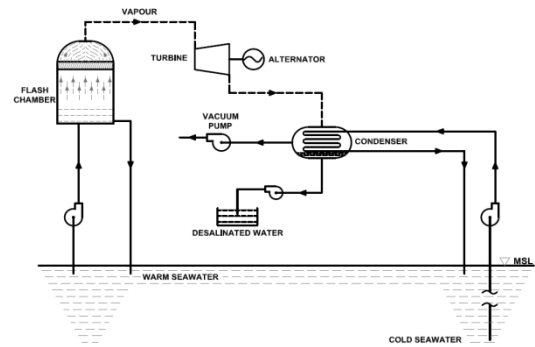 VAPOUR
TURBINE
ALTERNATOR
FLASH
CHAMBER
VACUUM
PUMP
CONDENSER
DESALINATED WATER
MSL
WARM SEAWATER
COLD SEAWATER